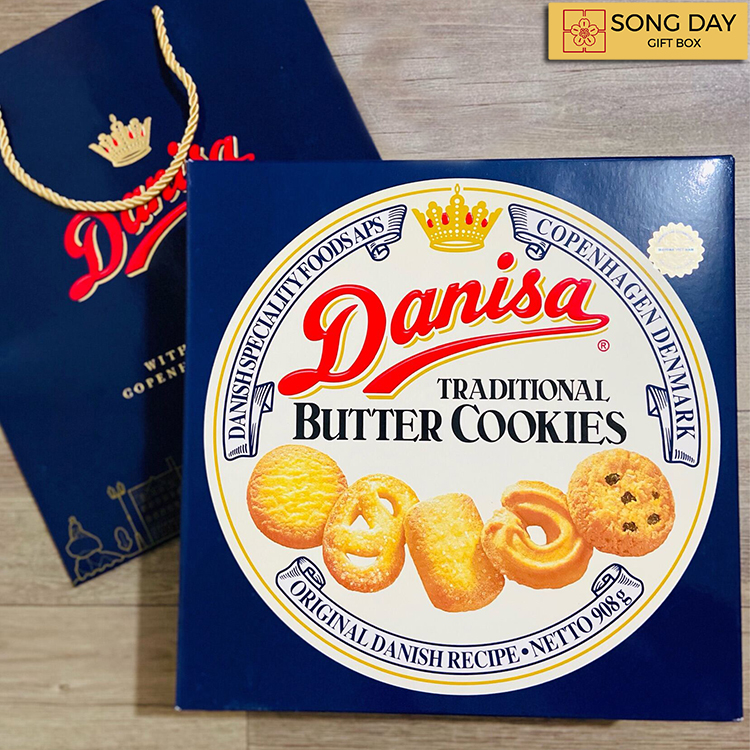 SONG DAY
GIFT BOX
Danisa
WITH
COPENH
DANISH SPECIALITY FOODS APS
COPENHAGEN DENMARK
Danisa
®
TRADITIONAL
BUTTER COOKIES
ORIGINAL DANISH RECIPE • NETTO 908 g